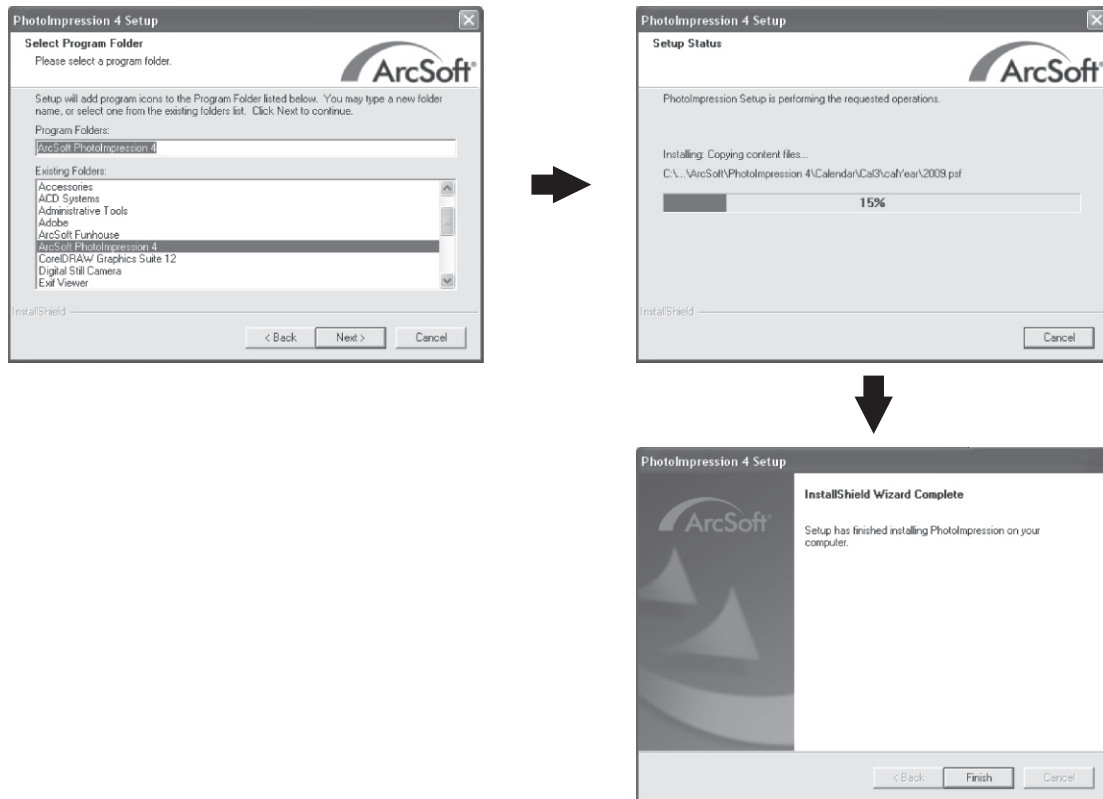 PhotoImpression 4 Setup
Select Program Folder
Please select a program folder.
ArcSoft®
Setup will add program icons to the Program Folder listed below. You may type a new folder
name, or select one from the existing folders list. Click Next to continue.
Program Folders:
ArcSoft PhotoImpression 4
Existing Folders:
Accessories
ACD Systems
Administrative Tools
Adobe
ArcSoft Funhouse
ArcSoft PhotoImpression 4
CorelDRAW Graphics Suite 12
Digital Still Camera
Exif Viewer
InstallShield
< Back
Next >
Cancel
PhotoImpression 4 Setup
Setup Status
ArcSoft®
PhotoImpression Setup is performing the requested operations.
Installing: Copying content files...
C:\...\ArcSoft\PhotoImpression 4\Calendar\Cal3\calYear\2009.psf
15%
InstallShield
Cancel
PhotoImpression 4 Setup
ArcSoft
InstallShield Wizard Complete
Setup has finished installing PhotoImpression on your
computer.
< Back
Finish
Cancel